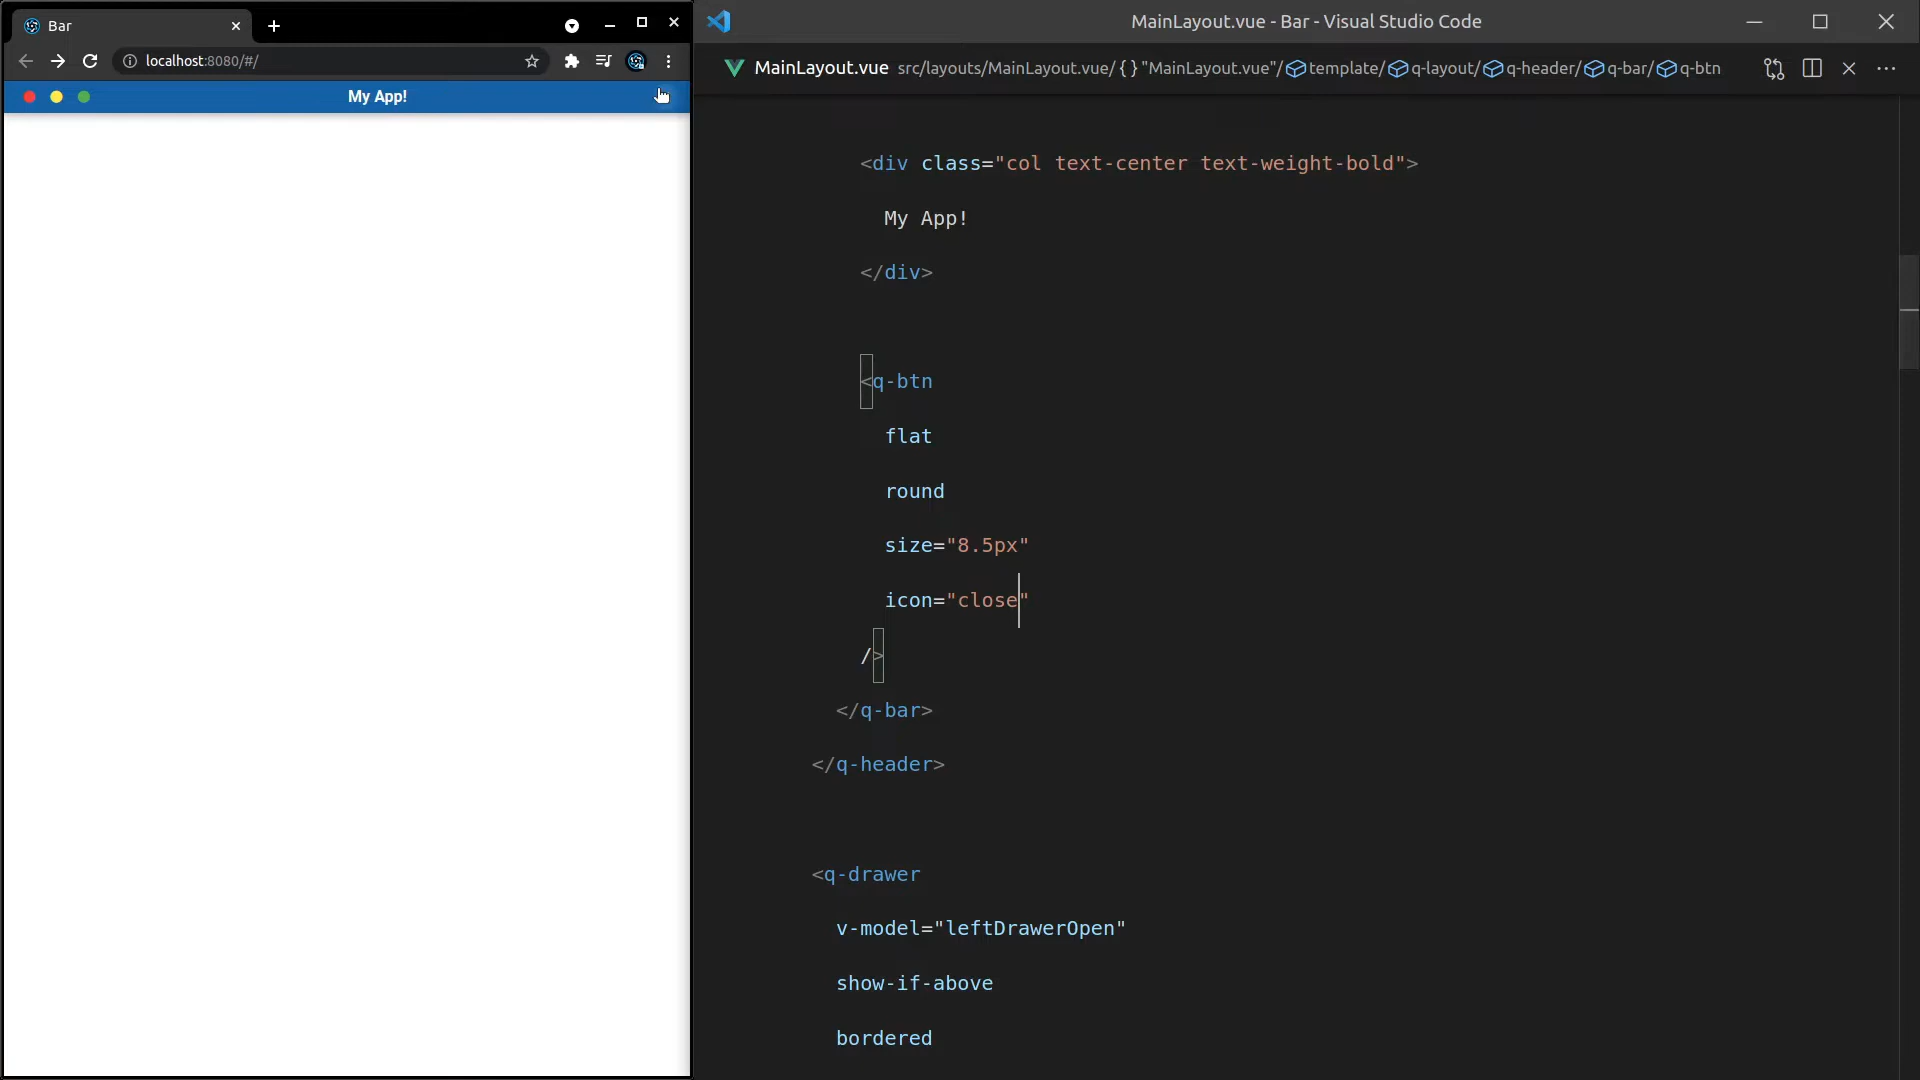 Bar
localhost:8080/#/
My App!
MainLayout.vue - Bar - Visual Studio Code
MainLayout.vue src/layouts/MainLayout.vue/ { } "MainLayout.vue"/ template/ q-layout/ q-header/ q-bar/ q-btn
<div class="col text-center text-weight-bold">
My App!
</div>
<q-btn
flat
round
size="8.5px"
icon="close"
/>
</q-bar>
</q-header>
<q-drawer
v-model="leftDrawerOpen"
show-if-above
bordered